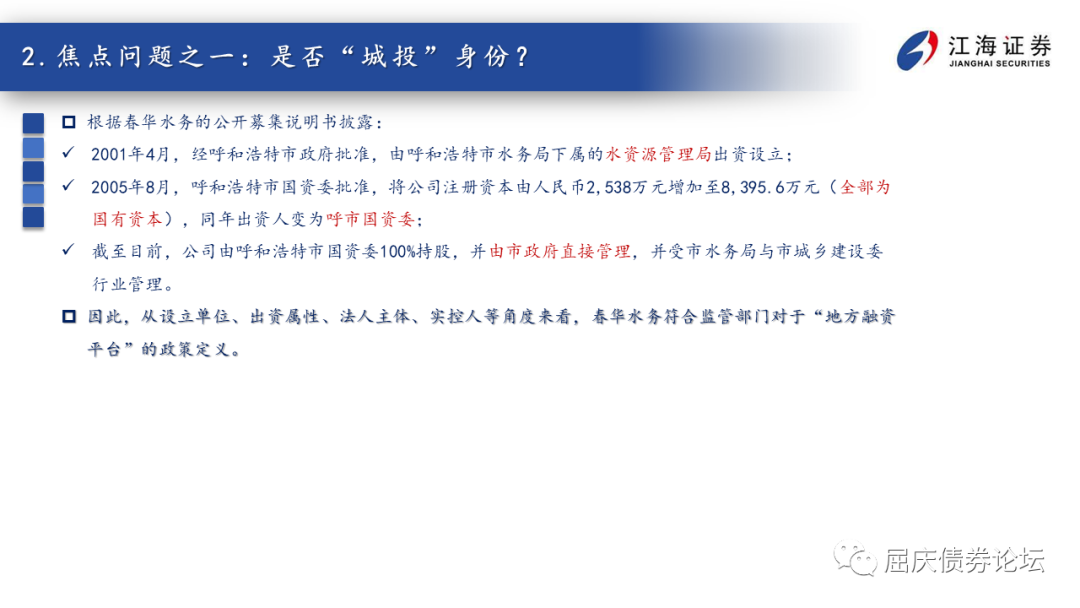 2.焦点问题之一：是否“城投”身份？
江海证券
JIANGHAI SECURITIES
根据春华水务的公开募集说明书披露：
2001年4月，经呼和浩特市政府批准，由呼和浩特市水务局下属的水资源管理局出资设立；
2005年8月，呼和浩特市国资委批准，将公司注册资本由人民币2,538万元增加至8,395.6万元（全部为
国有资本），同年出资人变为呼市国资委；
截至目前，公司由呼和浩特市国资委100%持股，并由市政府直接管理，并受市水务局与市城乡建设委
行业管理。
因此，从设立单位、出资属性、法人主体、实控人等角度来看，春华水务符合监管部门对于“地方融资
平台”的政策定义。
屈庆债券论坛